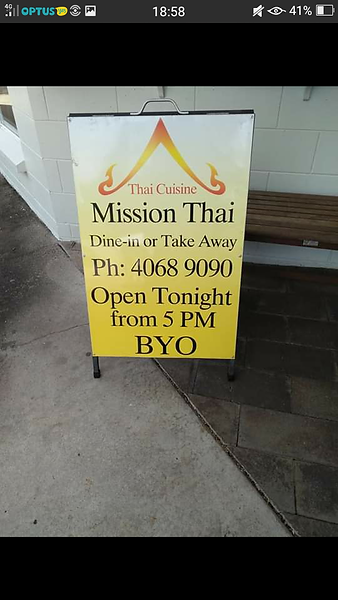 4G OPTUS yes 18:58 41%
Thai Cuisine
Mission Thai
Dine-in or Take Away
Ph: 4068 9090
Open Tonight
from 5 PM
BYO